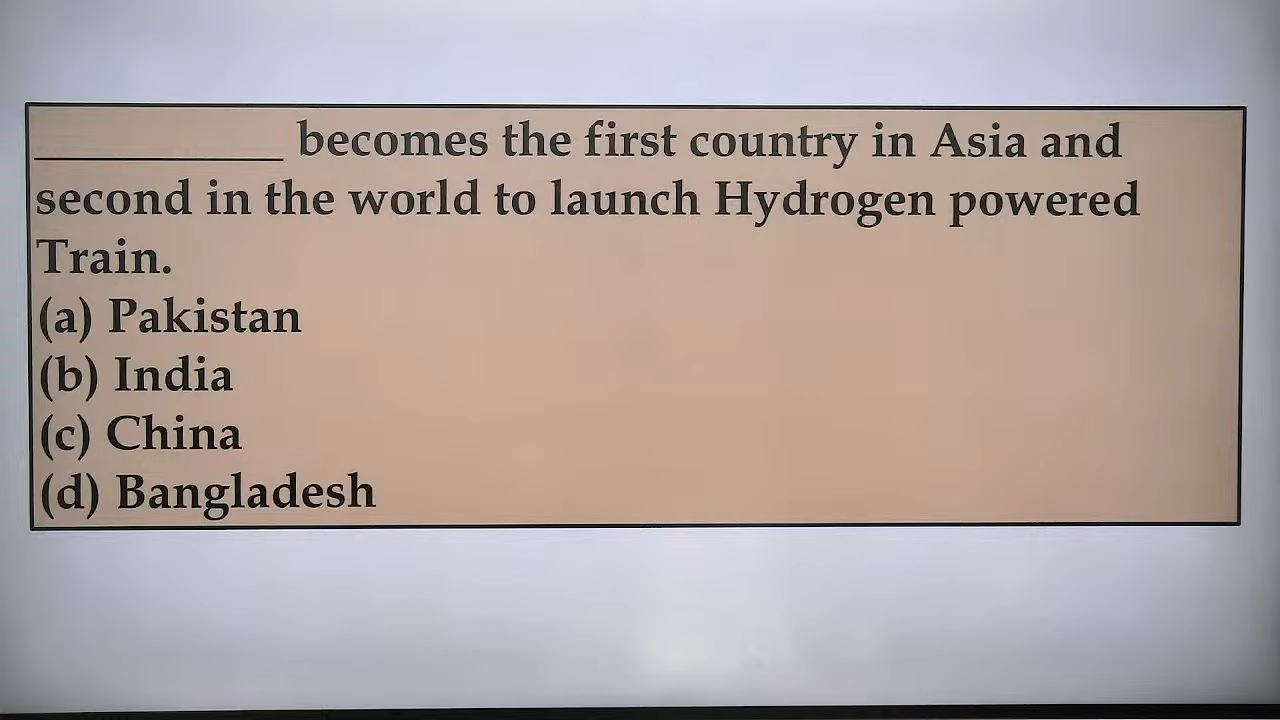 __________ becomes the first country in Asia and
second in the world to launch Hydrogen powered
Train.
(a) Pakistan
(b) India
(c) China
(d) Bangladesh